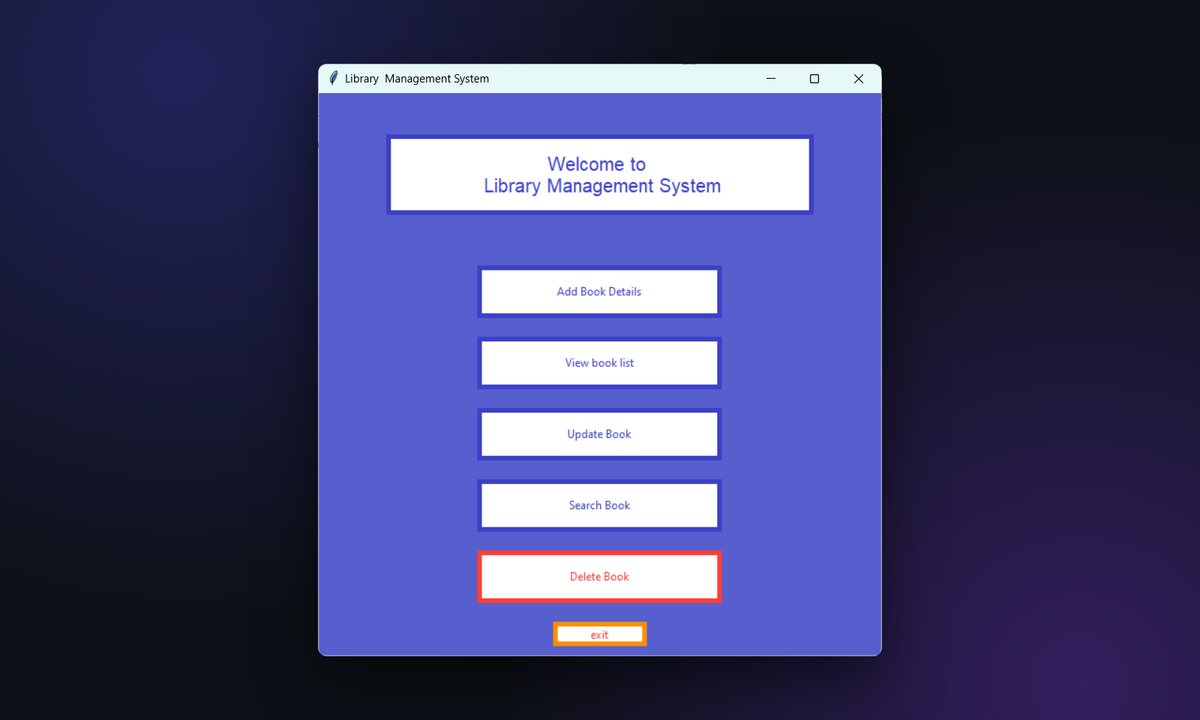 Library  Management System
Welcome to
Library Management System
Add Book Details
View book list
Update Book
Search Book
Delete Book
exit